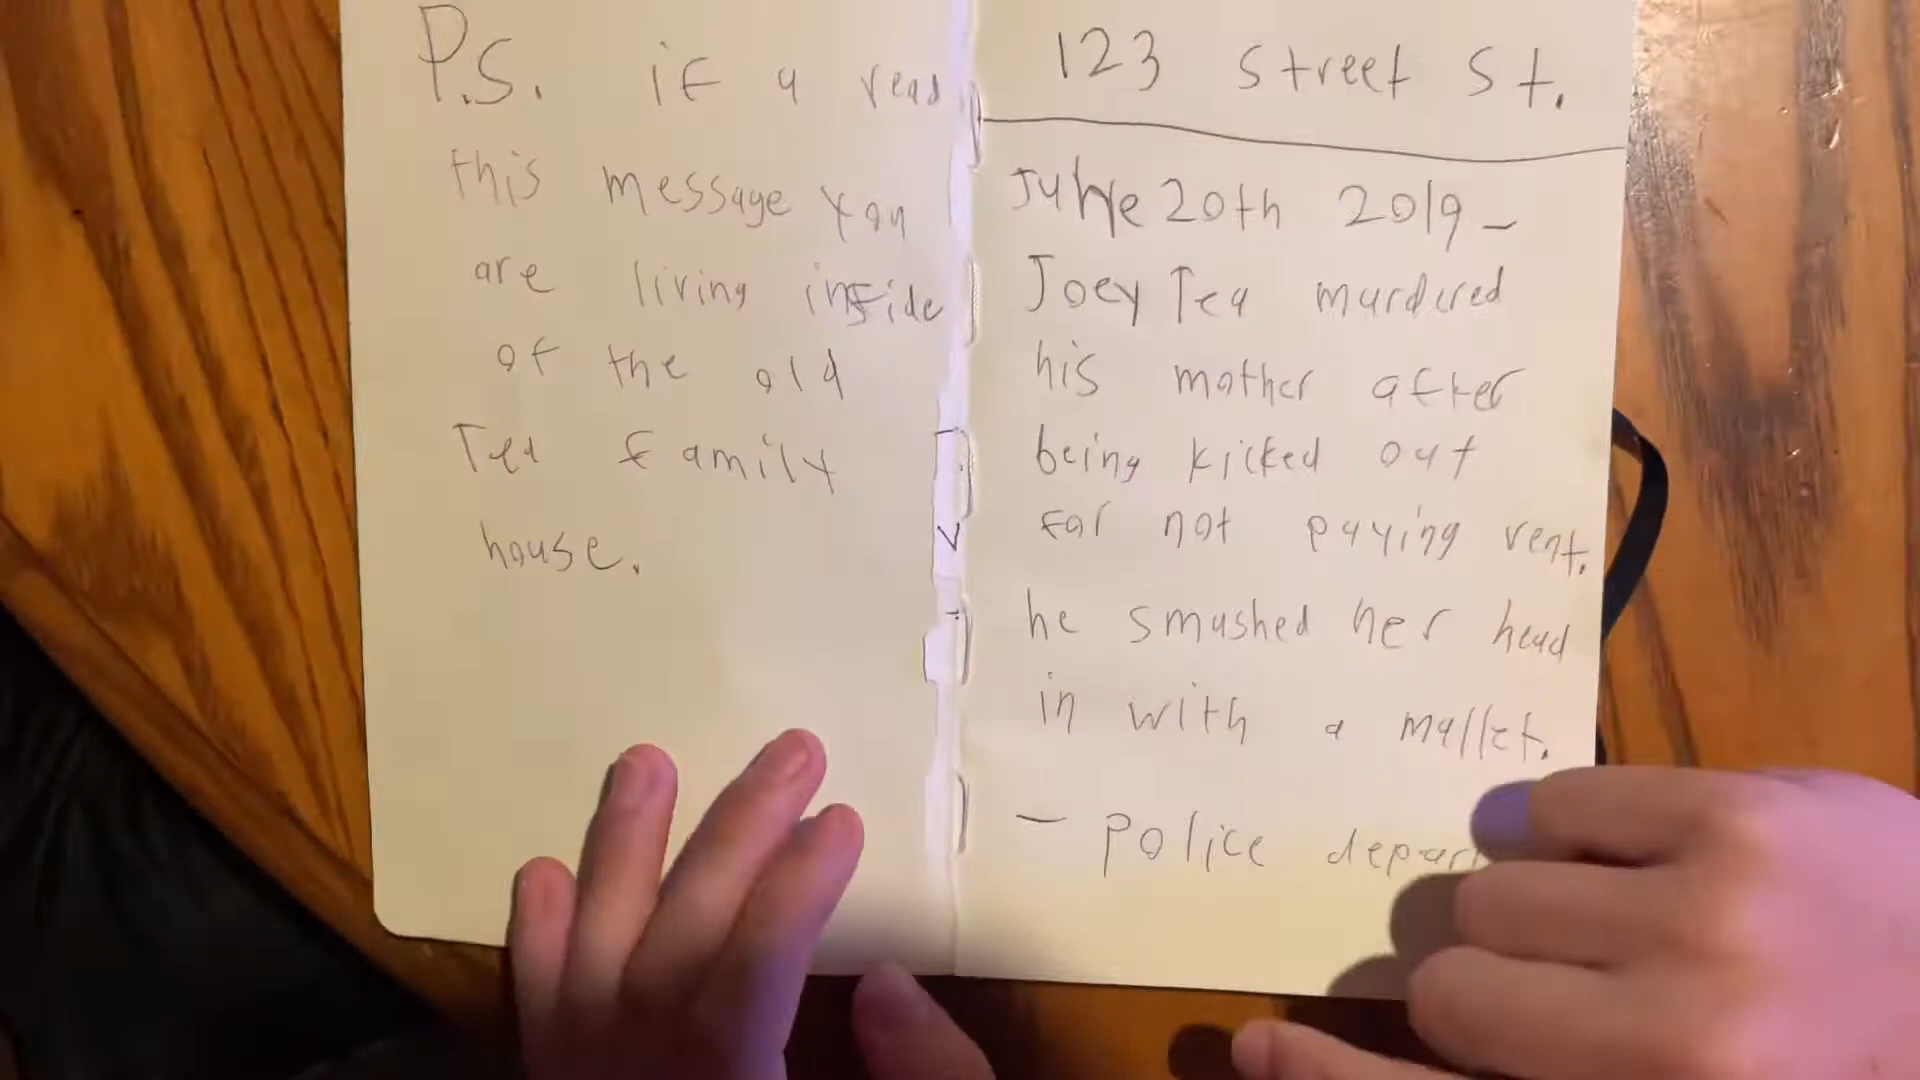 P.S. if a read
this message you
are living inside
of the old
Tea family
house.
123 Street St.
June 20th 2019 -
Joey Tea murdered
his mother after
being kicked out
for not paying rent.
he smashed her head
in with a mallet.
- Police depart